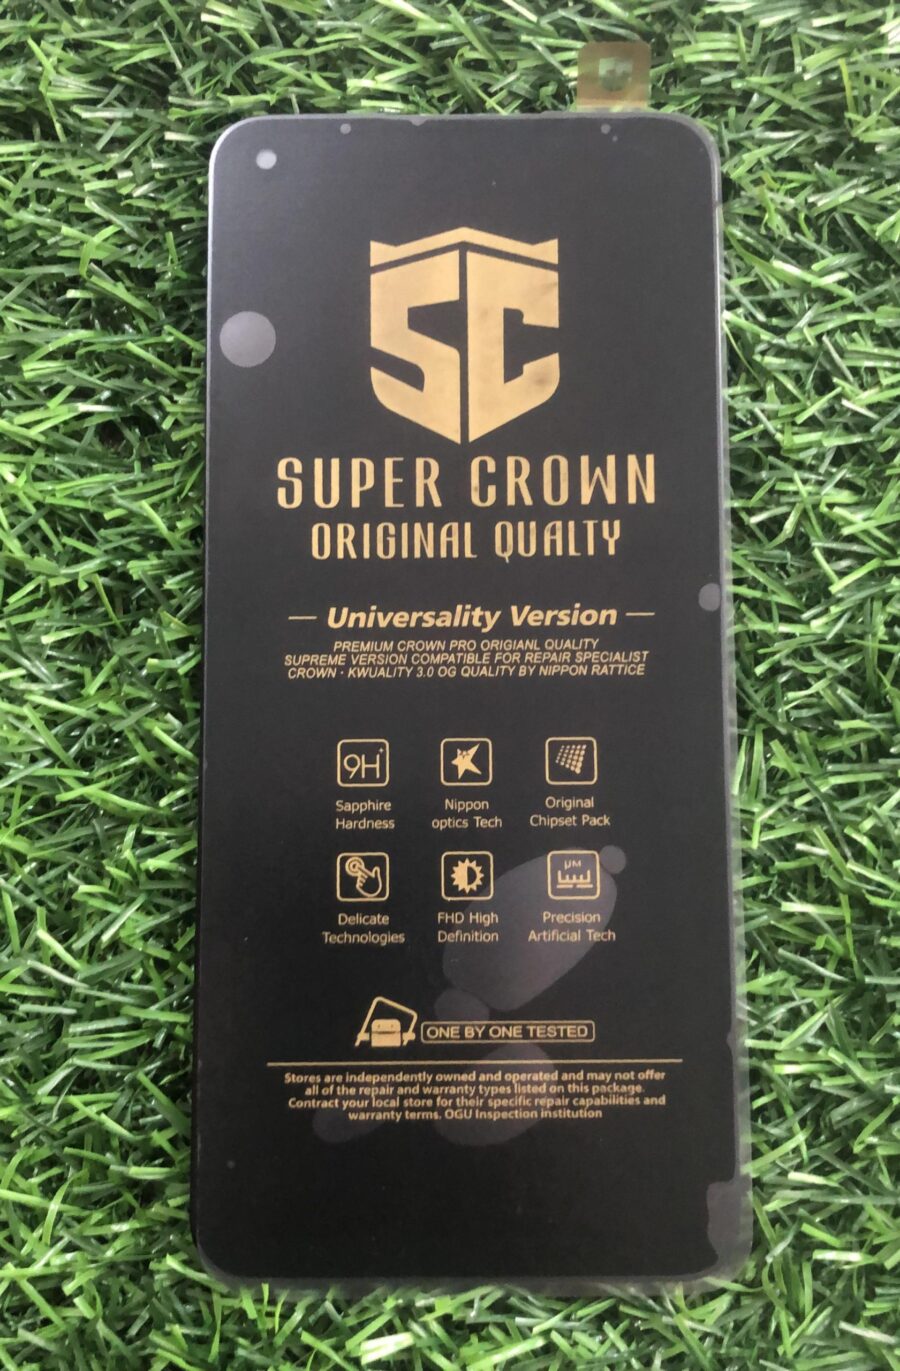 SC
SUPER CROWN
ORIGINAL QUALTY
— Universality Version —
PREMIUM CROWN PRO ORIGIANL QUALITY
SUPREME VERSION COMPATIBLE FOR REPAIR SPECIALIST
CROWN - KWUALITY 3.0 OG QUALITY BY NIPPON RATTICE
9H+
Sapphire
Hardness
Nippon
optics Tech
Original
Chipset Pack
Delicate
Technologies
FHD High
Definition
μM
Precision
Artificial Tech
ONE BY ONE TESTED
Stores are independently owned and operated and may not offer
all of the repair and warranty types listed on this package.
Contract your local store for their specific repair capabilities and
warranty terms. OGU Inspection institution